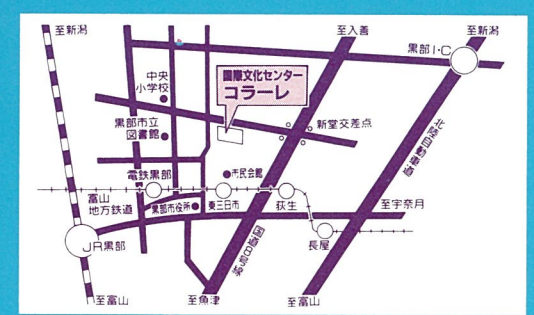 至新潟
至入善
至新潟
黒部I・C
国際文化センター
コラーレ
中央
小学校
黒部市立
図書館
新堂交差点
北陸自動車道
電鉄黒部
市民会館
富山
地方鉄道
黒部市役所
東三日市
荻生
至宇奈月
国道8号線
長屋
JR黒部
至富山
至魚津
至富山